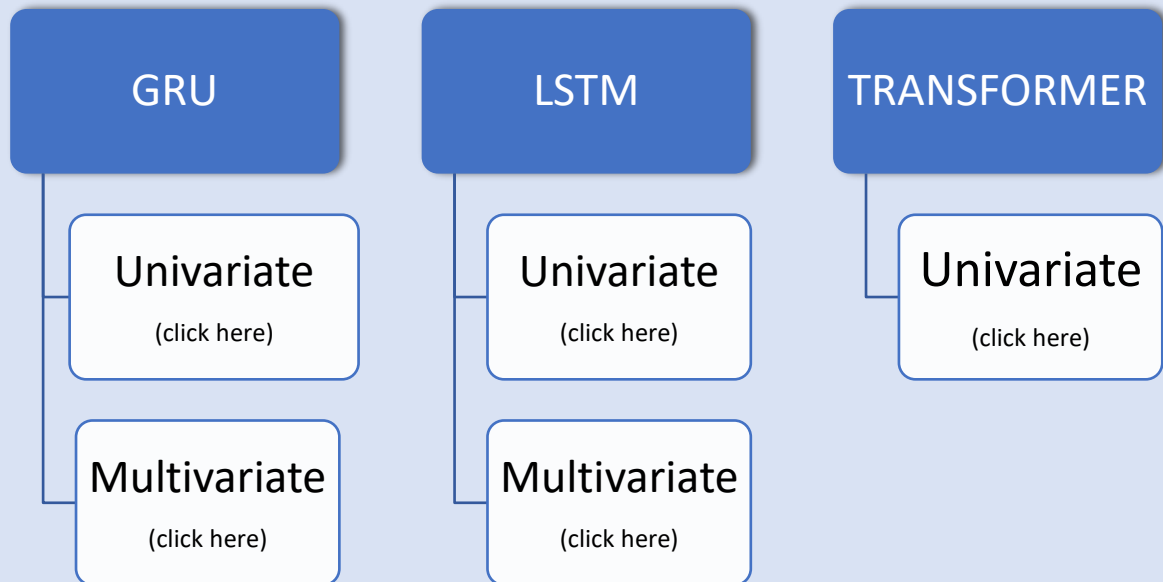 GRU
Univariate
(click here)
Multivariate
(click here)
LSTM
Univariate
(click here)
Multivariate
(click here)
TRANSFORMER
Univariate
(click here)